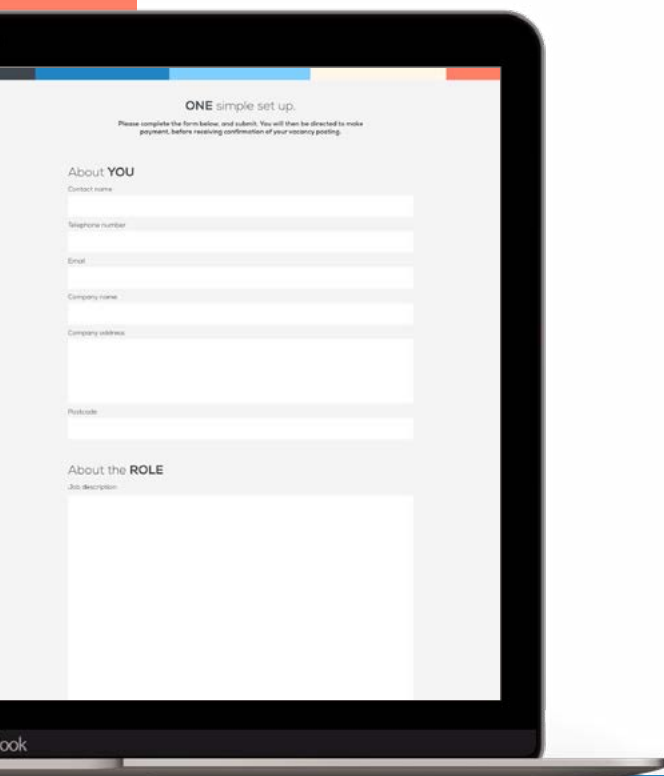 ONE simple set up.
Please complete the form below, and submit. You will then be directed to make
payment, before receiving confirmation of your vacancy posting.
About YOU
Contact name
Telephone number
Email
Company name
Company address
Postcode
About the ROLE
Job description
ook